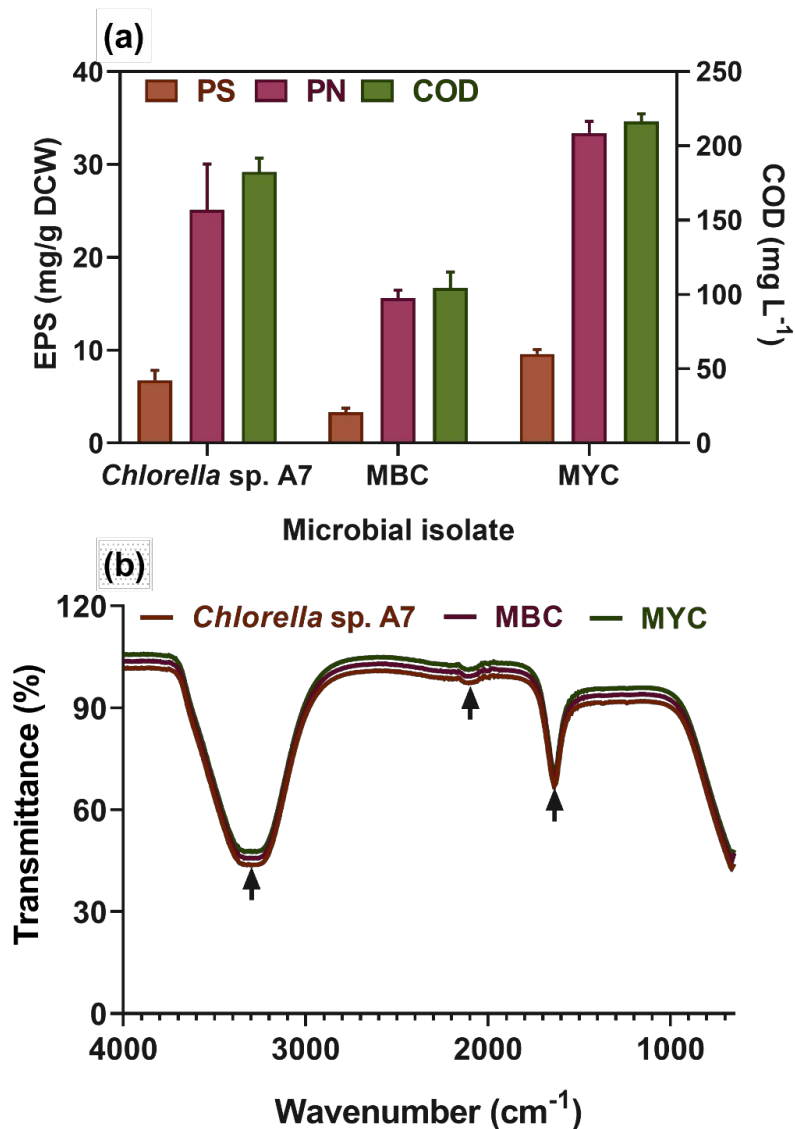 (a)
PS PN COD
EPS (mg/g DCW)
40
30
20
10
0
COD (mg L⁻¹)
250
200
150
100
50
0
Chlorella sp. A7 MBC MYC
Microbial isolate
(b)
Chlorella sp. A7 MBC MYC
Transmittance (%)
120
90
60
30
0
4000 3000 2000 1000
Wavenumber (cm⁻¹)